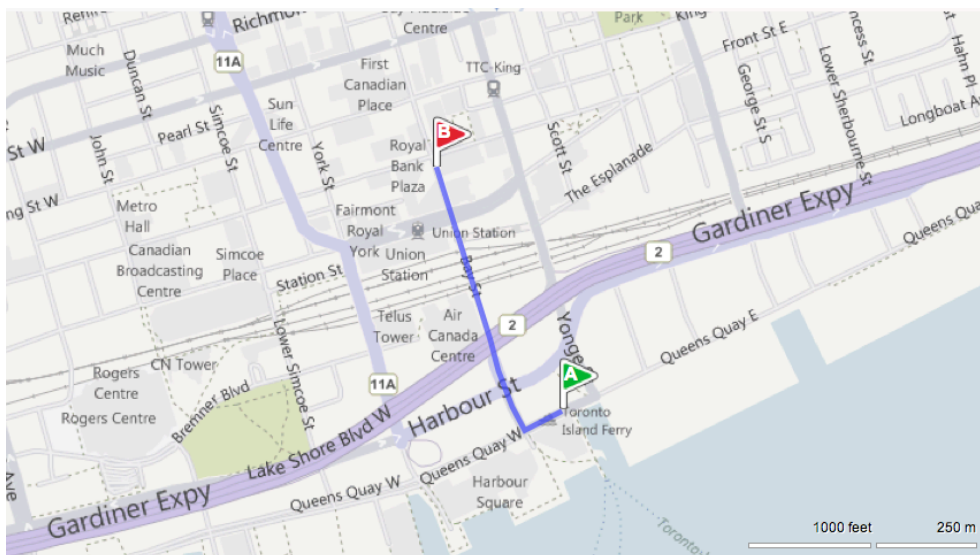 Richmond
Centre
Park
King
Much
Music
Duncan St
11A
First
Canadian
Place
TTC-King
Front St E
Lower Sherbourne St
Princess St
Hahn Pl
George St S
Longboat A
Pearl St
Simcoe St
Sun
Life
Centre
York St
B
Royal
Bank
Plaza
Scott St
The Esplanade
St W
John St
ng St W
Metro
Hall
Fairmont
Royal
York
Union Station
Gardiner Expy
Canadian
Broadcasting
Centre
Simcoe
Place
Station St
Union
Station
Bay St
2
Queens Quay E
Telus
Tower
Air
Canada
Centre
2
Yonge
Queens Quay E
CN Tower
Lower Simcoe St
Rogers
Centre
Rogers Centre
Bremner Blvd
11A
Harbour St
A
Toronto
Island Ferry
Lake Shore Blvd W
Queens Quay W
Queens Quay W
Harbour
Square
Ave
Gardiner Expy
Toronto
1000 feet
250 m